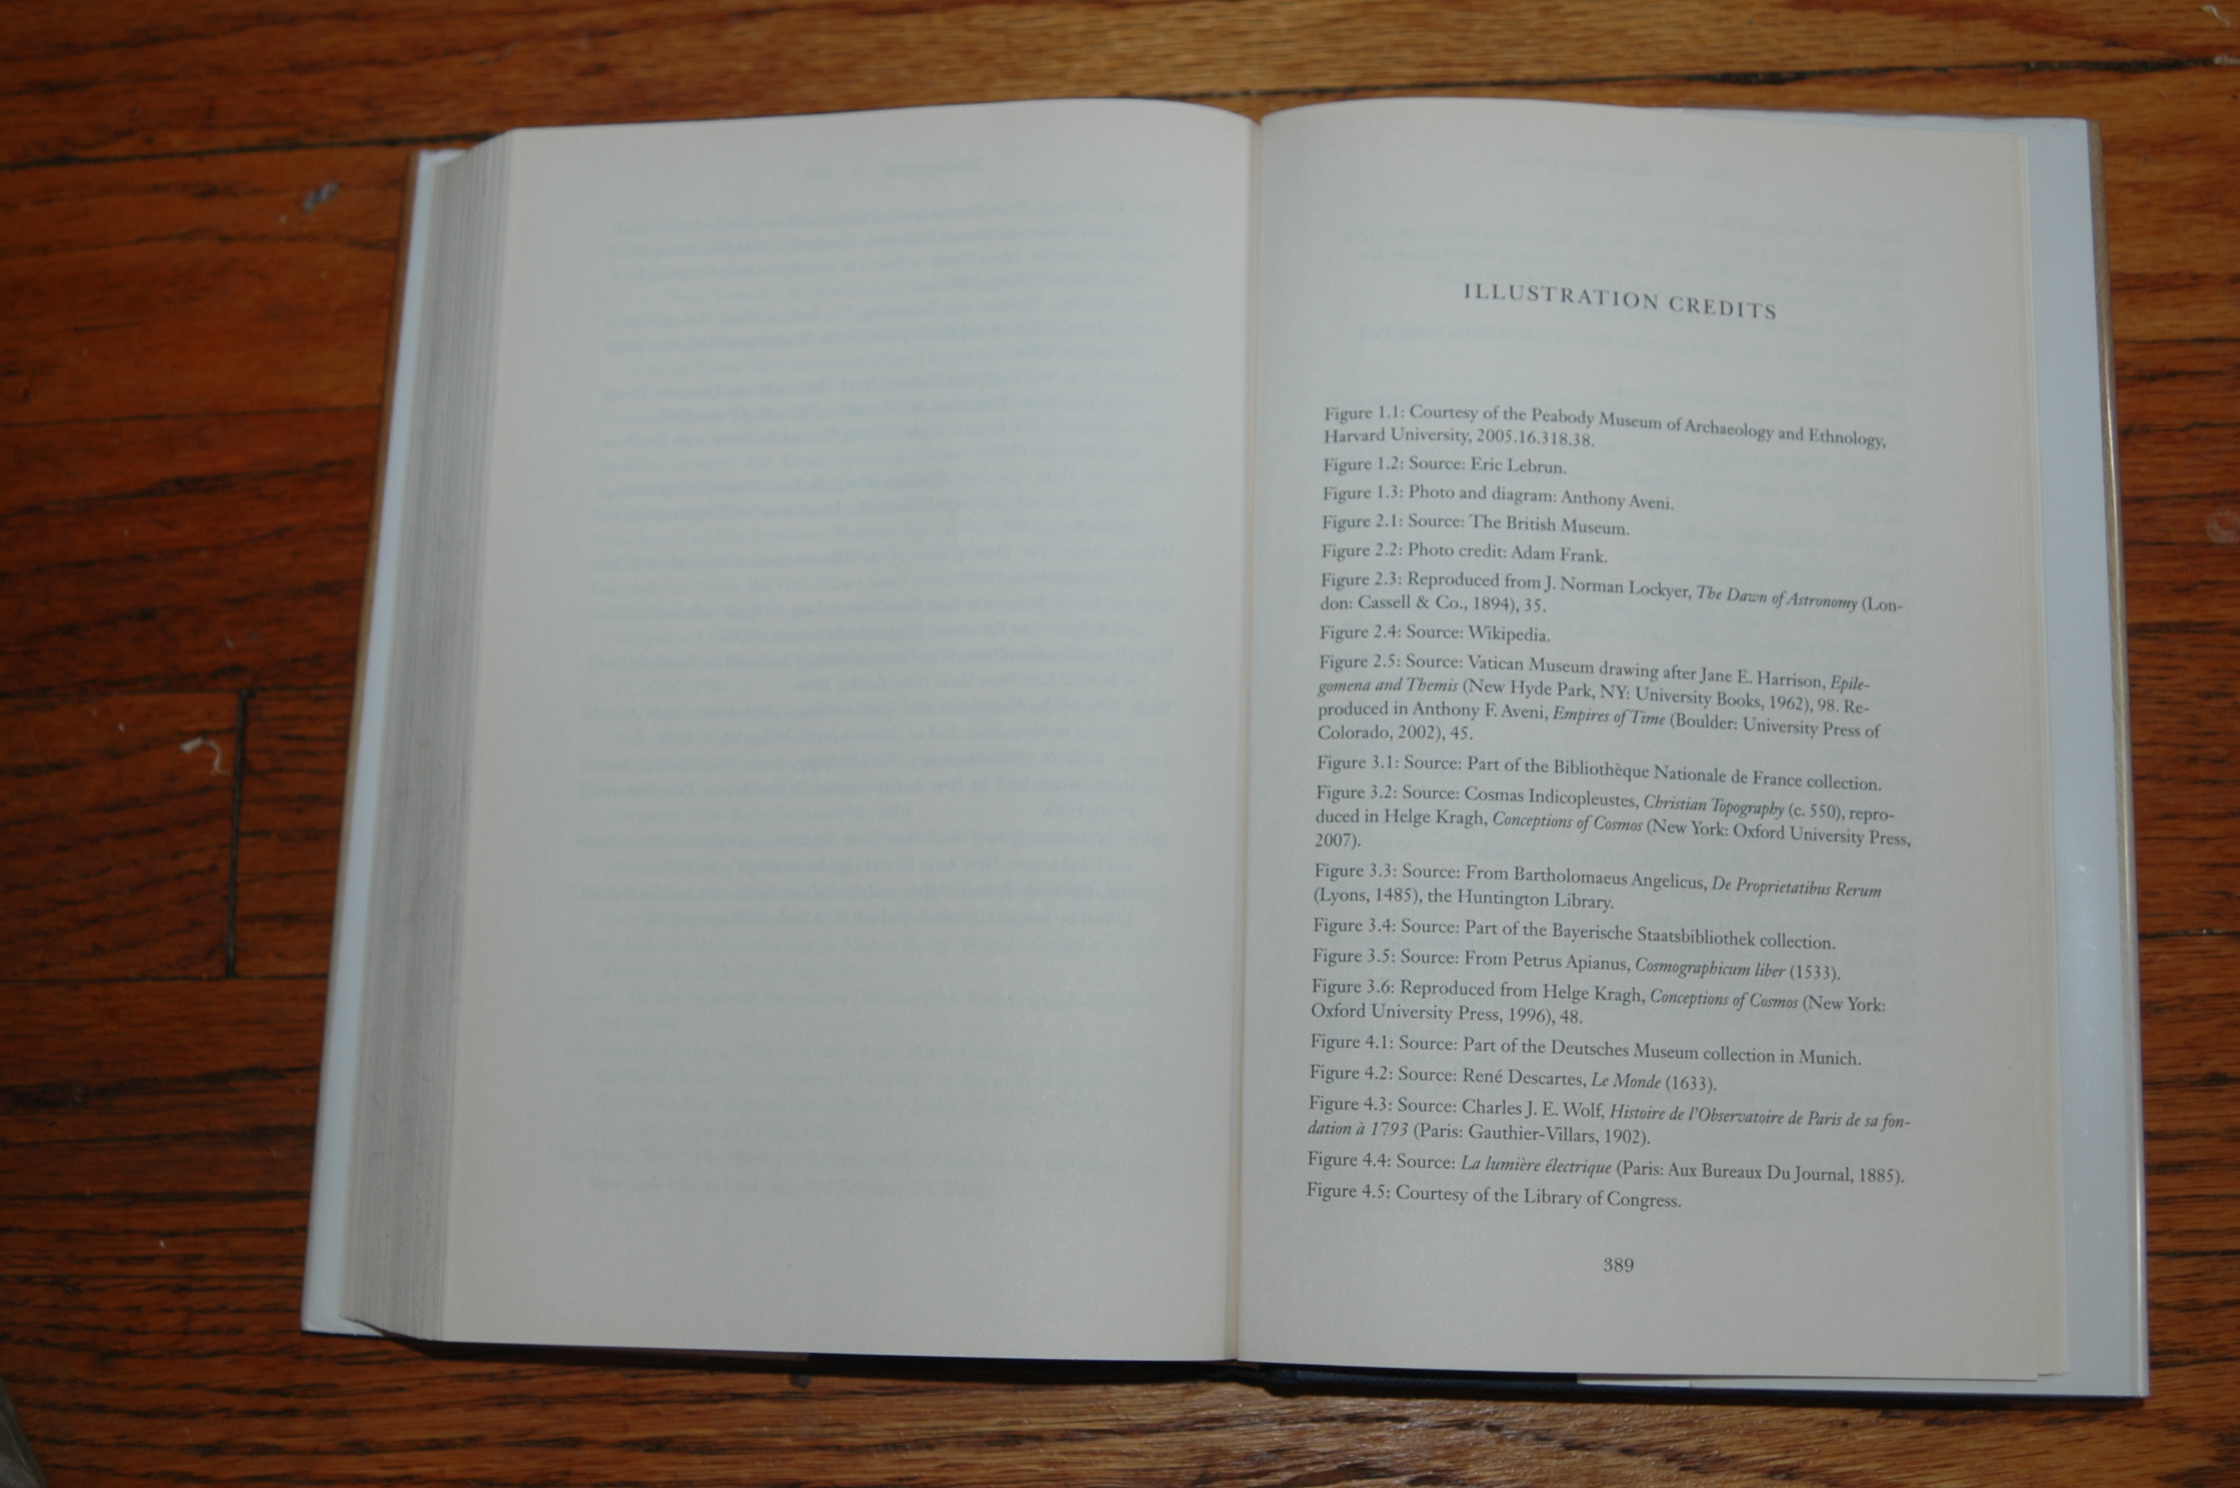 ILLUSTRATION CREDITS
Figure 1.1: Courtesy of the Peabody Museum of Archaeology and Ethnology,
Harvard University, 2005.16.318.38.
Figure 1.2: Source: Eric Lebrun.
Figure 1.3: Photo and diagram: Anthony Aveni.
Figure 2.1: Source: The British Museum.
Figure 2.2: Photo credit: Adam Frank.
Figure 2.3: Reproduced from J. Norman Lockyer, The Dawn of Astronomy (Lon-
don: Cassell & Co., 1894), 35.
Figure 2.4: Source: Wikipedia.
Figure 2.5: Source: Vatican Museum drawing after Jane E. Harrison, Epile-
gomena and Themis (New Hyde Park, NY: University Books, 1962), 98. Re-
produced in Anthony F. Aveni, Empires of Time (Boulder: University Press of
Colorado, 2002), 45.
Figure 3.1: Source: Part of the Bibliothèque Nationale de France collection.
Figure 3.2: Source: Cosmas Indicopleustes, Christian Topography (c. 550), repro-
duced in Helge Kragh, Conceptions of Cosmos (New York: Oxford University Press,
2007).
Figure 3.3: Source: From Bartholomaeus Angelicus, De Proprietatibus Rerum
(Lyons, 1485), the Huntington Library.
Figure 3.4: Source: Part of the Bayerische Staatsbibliothek collection.
Figure 3.5: Source: From Petrus Apianus, Cosmographicum liber (1533).
Figure 3.6: Reproduced from Helge Kragh, Conceptions of Cosmos (New York:
Oxford University Press, 1996), 48.
Figure 4.1: Source: Part of the Deutsches Museum collection in Munich.
Figure 4.2: Source: René Descartes, Le Monde (1633).
Figure 4.3: Source: Charles J. E. Wolf, Histoire de l'Observatoire de Paris de sa fon-
dation à 1793 (Paris: Gauthier-Villars, 1902).
Figure 4.4: Source: La lumière électrique (Paris: Aux Bureaux Du Journal, 1885).
Figure 4.5: Courtesy of the Library of Congress.
389